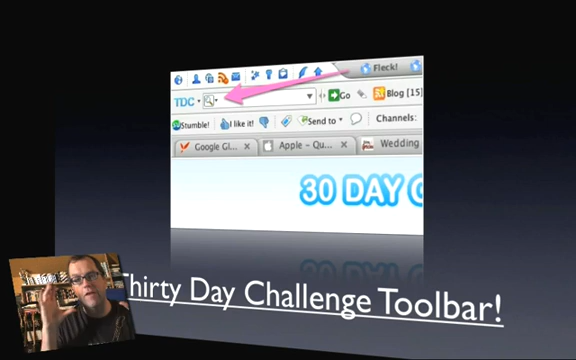 Fleck!
TDC Go Blog [15]
Stumble! I like it! Send to Channels:
Google Gl... Apple – Qu... Wedding
30 DAY
Thirty Day Challenge Toolbar!